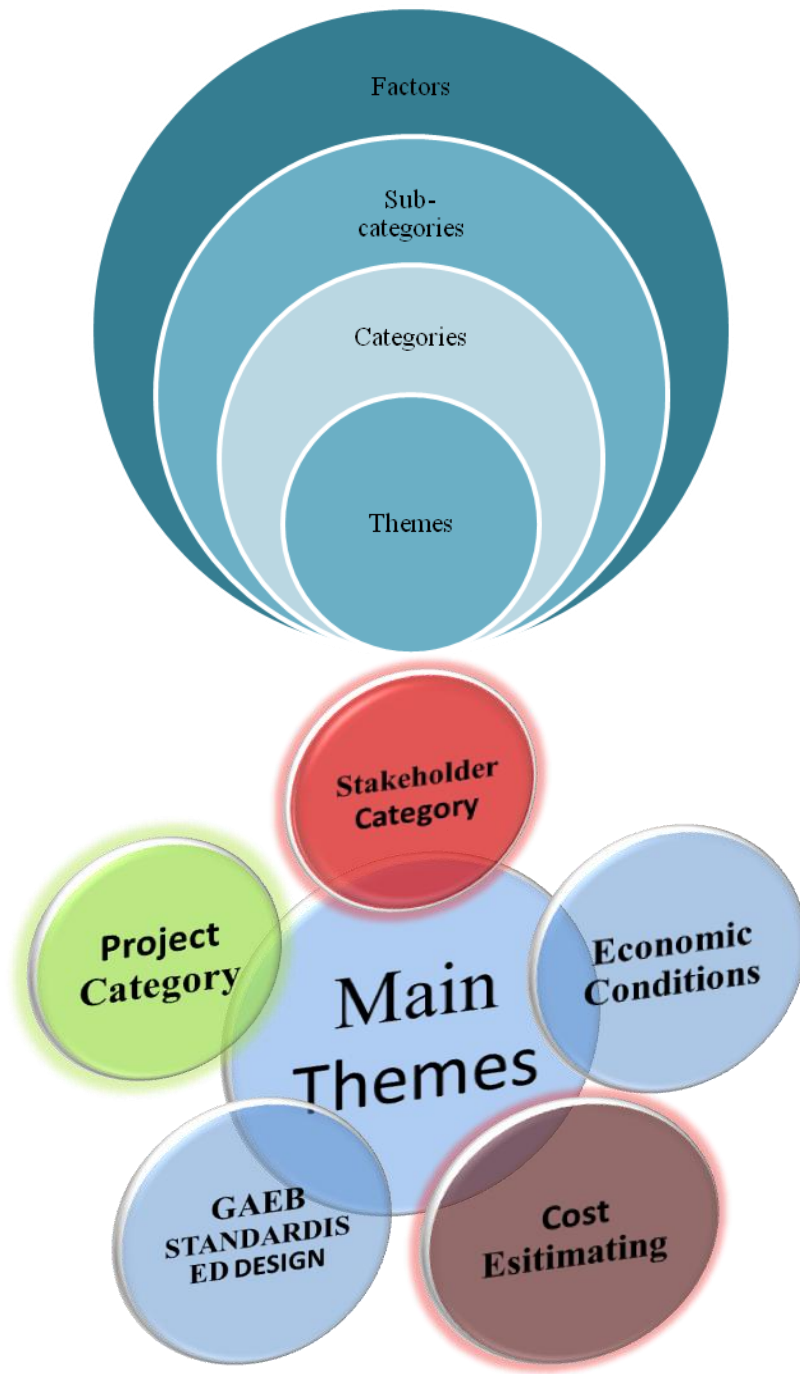 Factors
Sub-
categories
Categories
Themes
Stakeholder
Category
Project
Category
Economic
Conditions
Main
Themes
GAEB
STANDARDIS
ED DESIGN
Cost
Esitimating